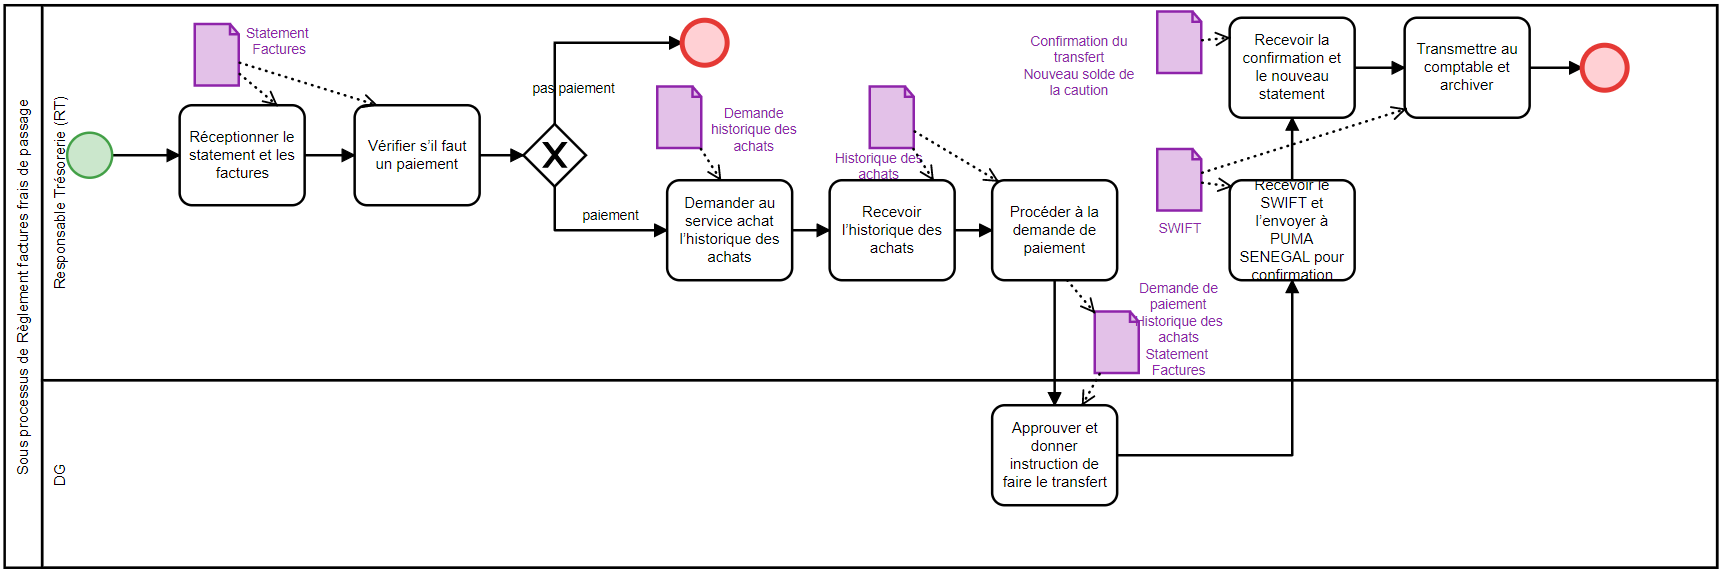 Sous processus de Règlement factures frais de passage
Responsable Trésorerie (RT)
DG
Statement
Factures
Réceptionner le
statement et les
factures
Vérifier s’il faut
un paiement
pas paiement
paiement
Demande
historique des
achats
Demander au
service achat
l’historique des
achats
Historique des
achats
Recevoir
l’historique des
achats
Procéder à la
demande de
paiement
Demande de
paiement
Historique des
achats
Statement
Factures
Approuver et
donner
instruction de
faire le transfert
Confirmation du
transfert
Nouveau solde de
la caution
Recevoir la
confirmation et
le nouveau
statement
Transmettre au
comptable et
archiver
SWIFT
Recevoir le
SWIFT et
l’envoyer à
PUMA
SENEGAL pour
confirmation